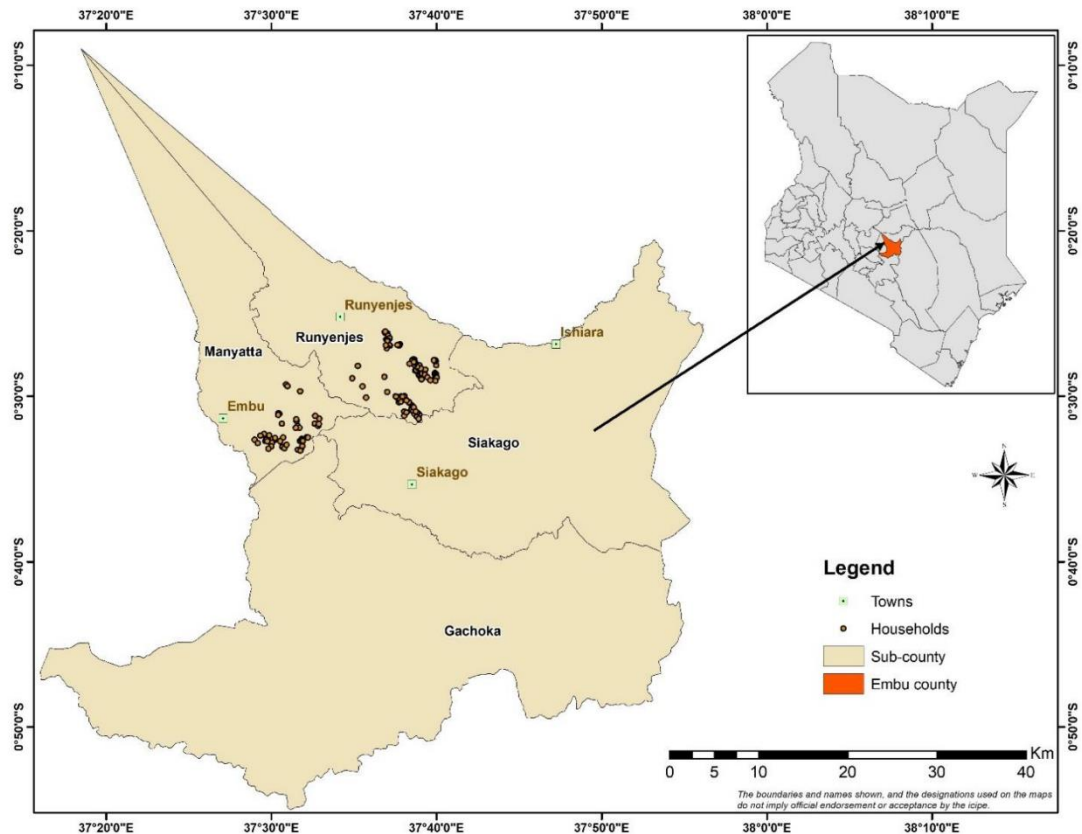 37°20'0"E 37°30'0"E 37°40'0"E 37°50'0"E 38°0'0"E 38°10'0"E
0°10'0"S 0°10'0"S
0°20'0"S 0°20'0"S
Runyenjes
Ishiara
Runyenjes
Manyatta
0°30'0"S 0°30'0"S
Embu
Siakago
Siakago
N
W E
S
0°40'0"S 0°40'0"S
Gachoka
Legend
Towns
Households
Sub-county
Embu county
0°50'0"S 0°50'0"S
Km
0 5 10 20 30 40
The boundaries and names shown, and the designations used on the maps
do not imply official endorsement or acceptance by the icipe.
37°20'0"E 37°30'0"E 37°40'0"E 37°50'0"E 38°0'0"E 38°10'0"E